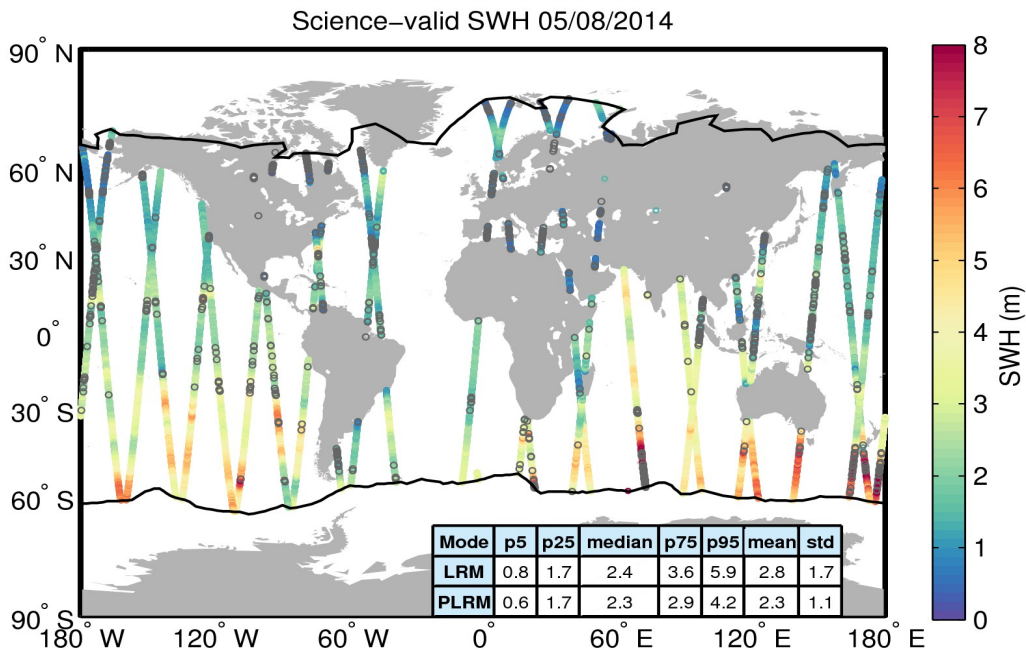 Science-valid SWH 05/08/2014
90° N
60° N
30° N
0°
30° S
60° S
90° S
180° W
120° W
60° W
0°
60° E
120° E
180° E
Mode p5 p25 median p75 p95 mean std
LRM 0.8 1.7 2.4 3.6 5.9 2.8 1.7
PLRM 0.6 1.7 2.3 2.9 4.2 2.3 1.1
8
7
6
5
4
3
2
1
0
SWH (m)